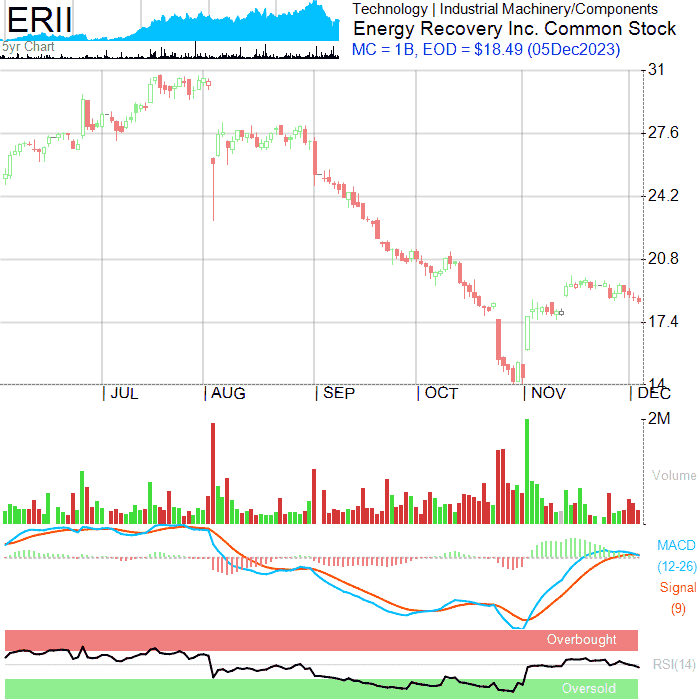 ERII
5yr Chart
Technology | Industrial Machinery/Components
Energy Recovery Inc. Common Stock
MC = 1B, EOD = $18.49 (05Dec2023)
31
27.6
24.2
20.8
17.4
14
JUL
AUG
SEP
OCT
NOV
DEC
2M
Volume
MACD
(12-26)
Signal
(9)
Overbought
RSI(14)
Oversold